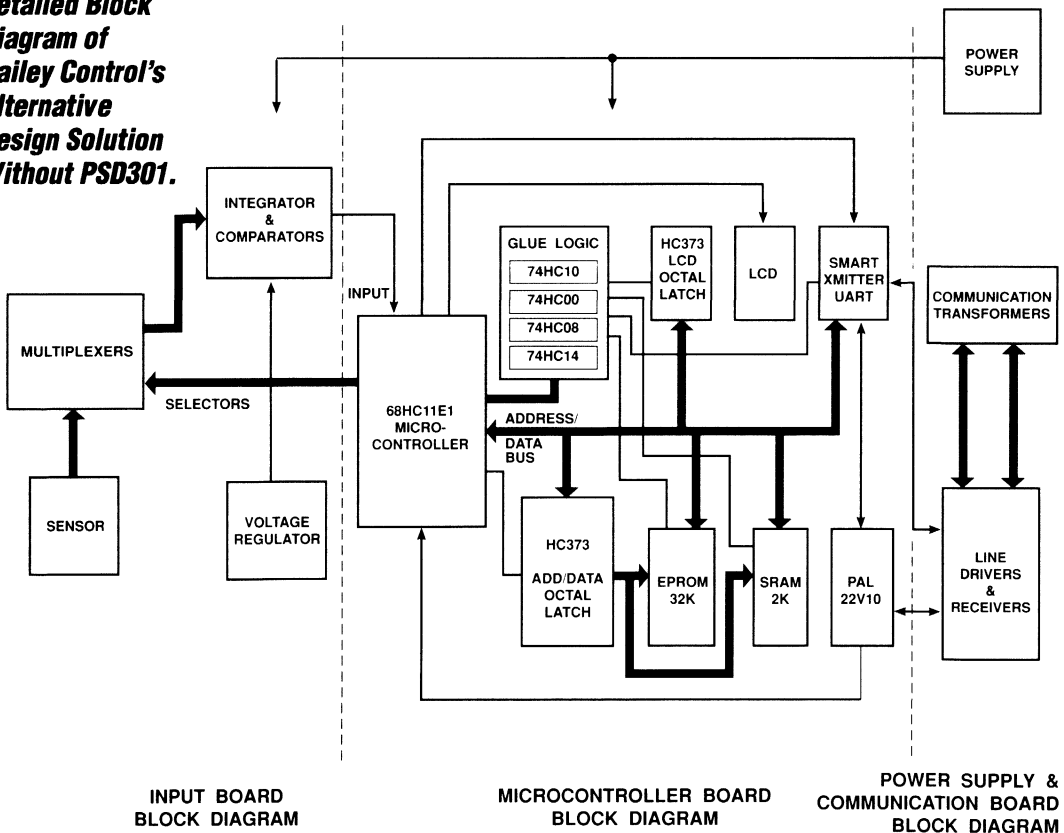 etailed Block
iagram of
ailey Control's
lternative
esign Solution
ithout PSD301.
POWER
SUPPLY
INTEGRATOR
&
COMPARATORS
INPUT
MULTIPLEXERS
SELECTORS
SENSOR
VOLTAGE
REGULATOR
68HC11E1
MICRO-
CONTROLLER
GLUE LOGIC
74HC10
74HC00
74HC08
74HC14
HC373
LCD
OCTAL
LATCH
LCD
SMART
XMITTER
UART
ADDRESS/
DATA
BUS
HC373
ADD/DATA
OCTAL
LATCH
EPROM
32K
SRAM
2K
PAL
22V10
COMMUNICATION
TRANSFORMERS
LINE
DRIVERS
&
RECEIVERS
INPUT BOARD
BLOCK DIAGRAM
MICROCONTROLLER BOARD
BLOCK DIAGRAM
POWER SUPPLY &
COMMUNICATION BOARD
BLOCK DIAGRAM